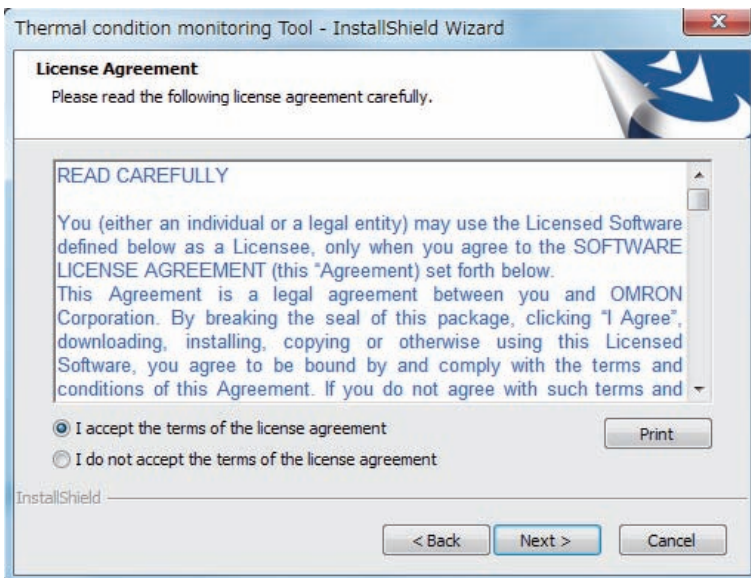 Thermal condition monitoring Tool - InstallShield Wizard
License Agreement
Please read the following license agreement carefully.
READ CAREFULLY
You (either an individual or a legal entity) may use the Licensed Software
defined below as a Licensee, only when you agree to the SOFTWARE
LICENSE AGREEMENT (this “Agreement) set forth below.
This Agreement is a legal agreement between you and OMRON
Corporation. By breaking the seal of this package, clicking “I Agree”,
downloading, installing, copying or otherwise using this Licensed
Software, you agree to be bound by and comply with the terms and
conditions of this Agreement. If you do not agree with such terms and
I accept the terms of the license agreement
Print
I do not accept the terms of the license agreement
InstallShield
< Back
Next >
Cancel